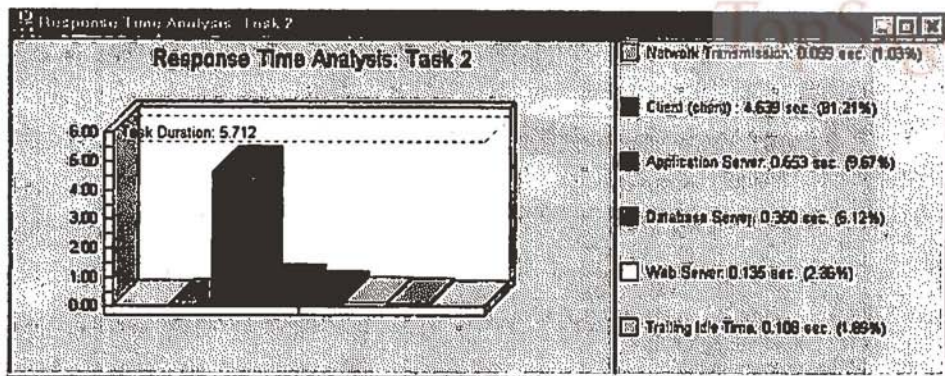 Response Time Analysis: Task 2
TopS
Response Time Analysis: Task 2
6.00
5.00
4.00
3.00
2.00
1.00
0.00
Task Duration: 5.712
Network Transmission: 0.059 sec. (1.03%)
Client : 4.639 sec. (81.21%)
Application Server: 0.553 sec. (9.67%)
Database Server: 0.350 sec. (6.12%)
Web Server: 0.135 sec. (2.36%)
Trailing Idle Time: 0.108 sec. (1.89%)